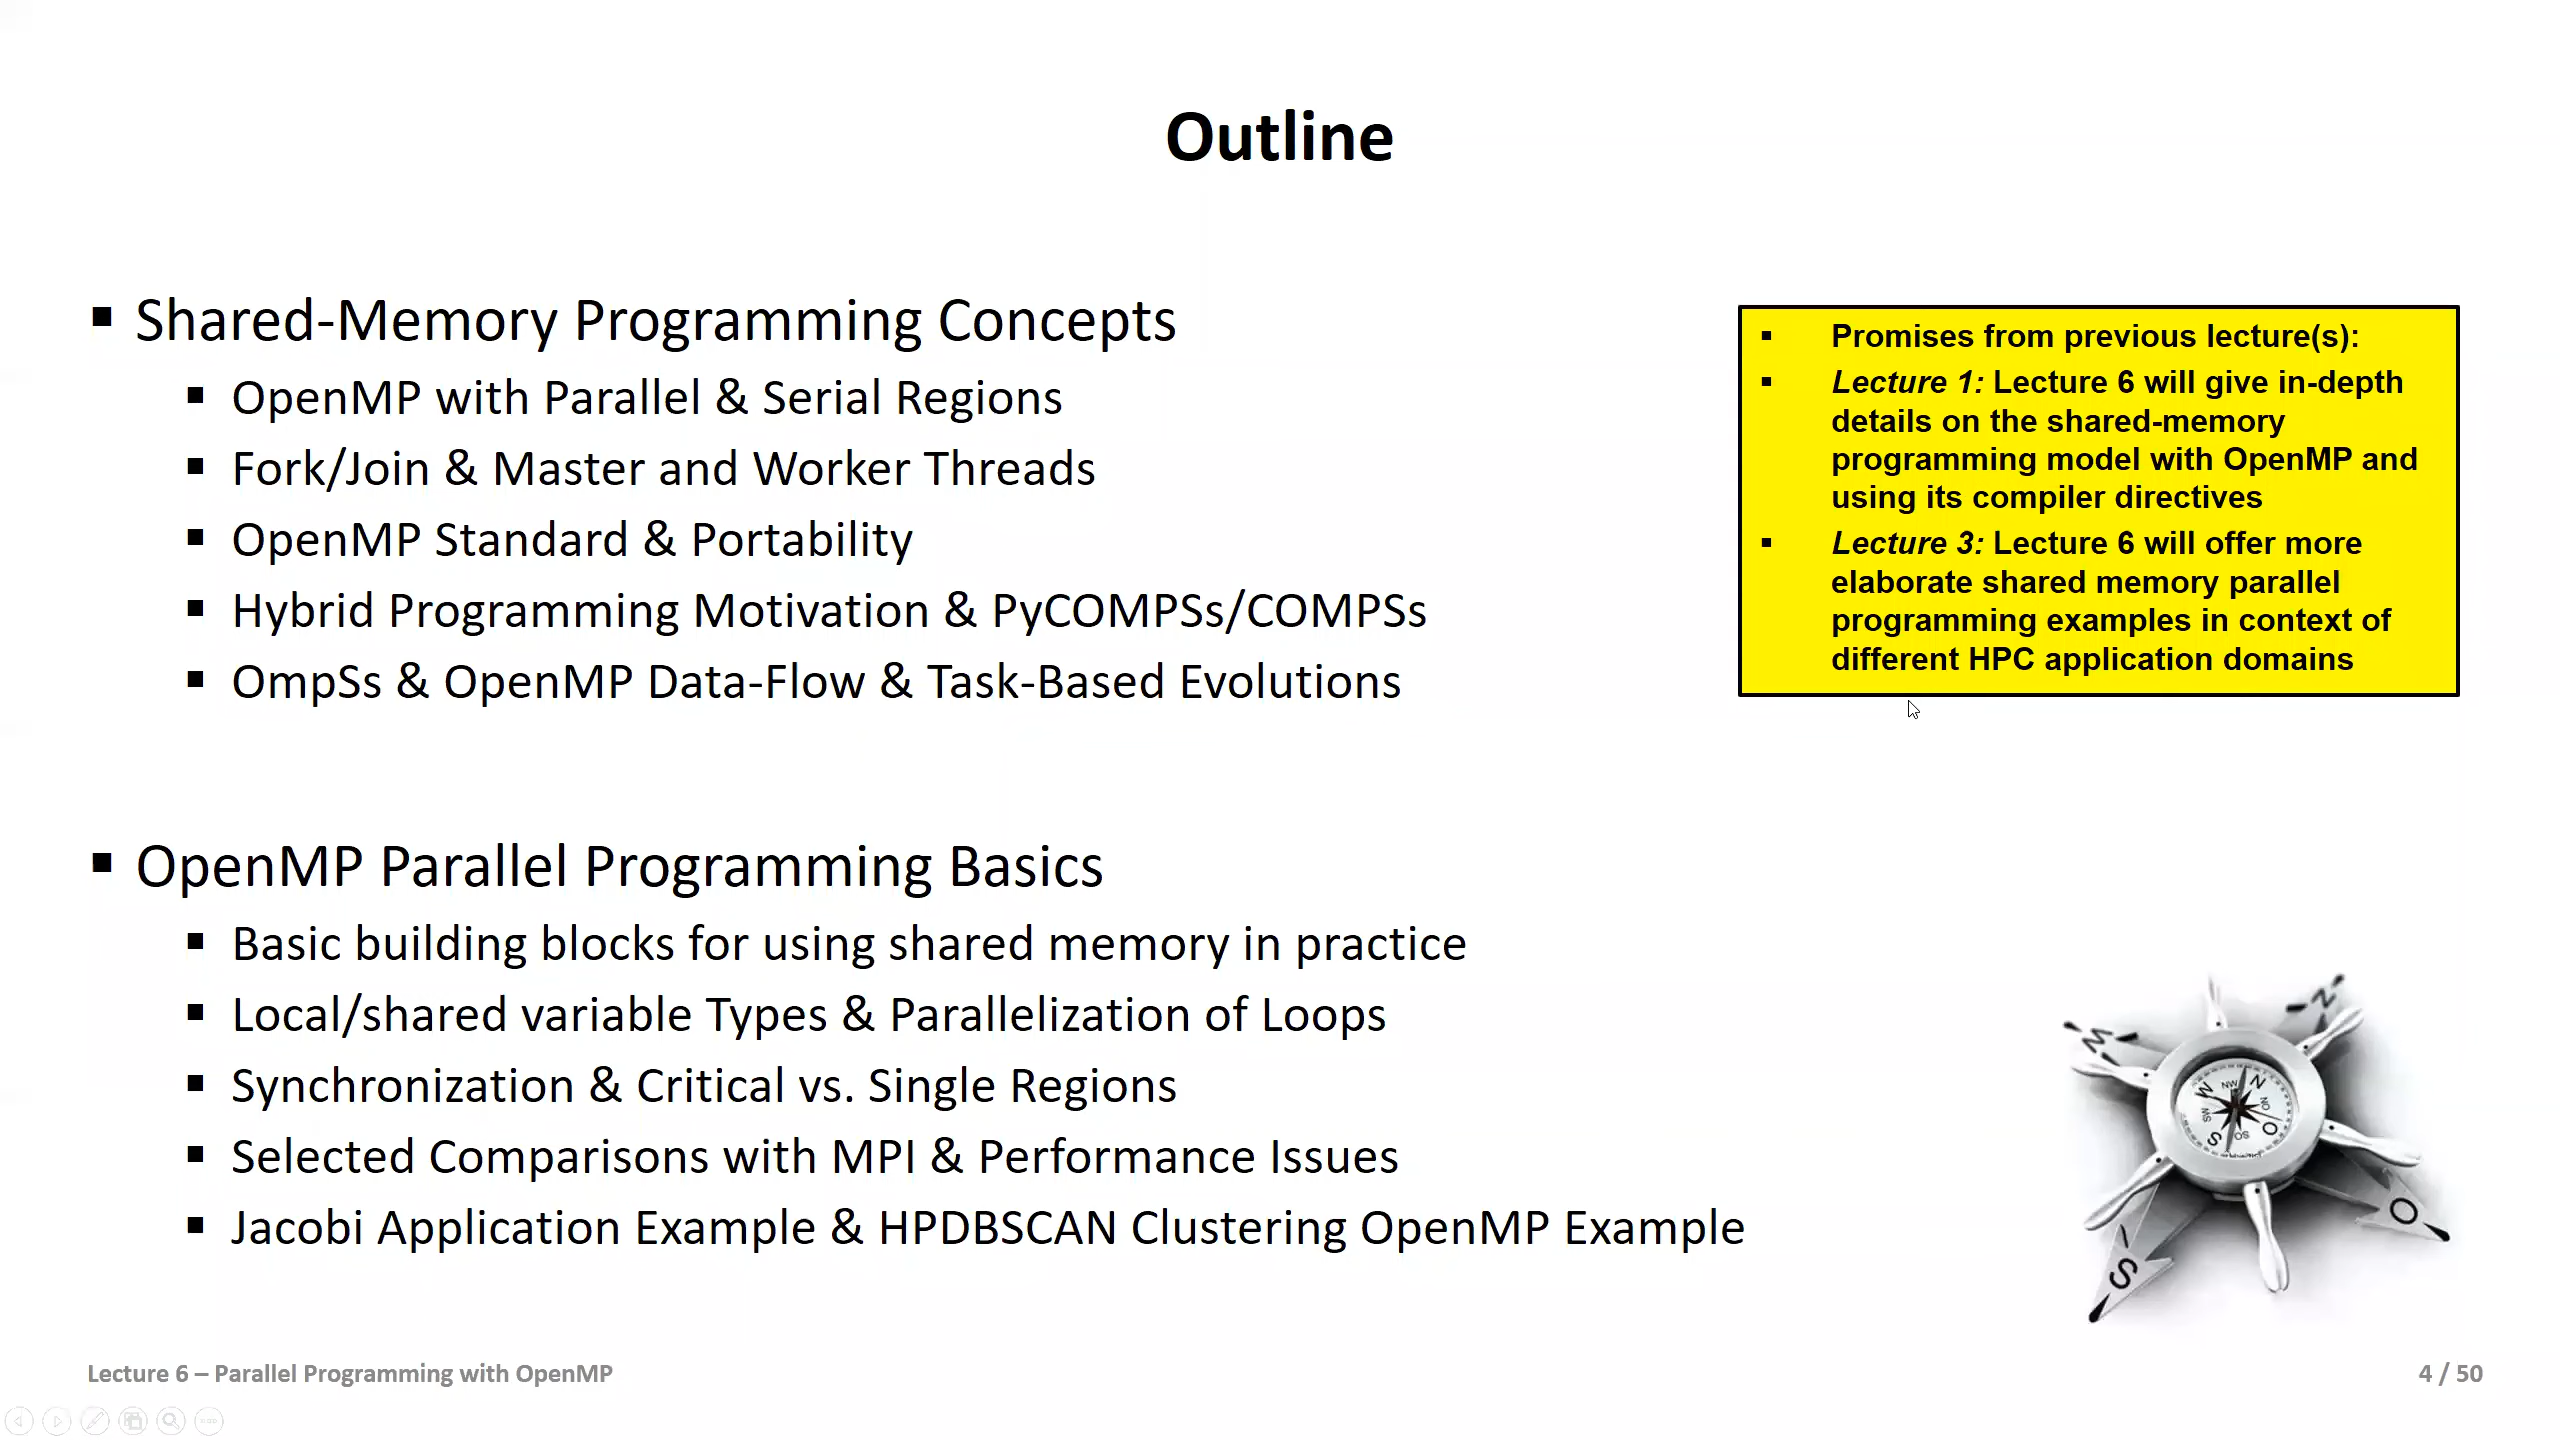 Outline
▪ Shared-Memory Programming Concepts
▪ OpenMP with Parallel & Serial Regions
▪ Fork/Join & Master and Worker Threads
▪ OpenMP Standard & Portability
▪ Hybrid Programming Motivation & PyCOMPSs/COMPSs
▪ OmpSs & OpenMP Data-Flow & Task-Based Evolutions
▪ Promises from previous lecture(s):
▪ Lecture 1: Lecture 6 will give in-depth
details on the shared-memory
programming model with OpenMP and
using its compiler directives
▪ Lecture 3: Lecture 6 will offer more
elaborate shared memory parallel
programming examples in context of
different HPC application domains
▪ OpenMP Parallel Programming Basics
▪ Basic building blocks for using shared memory in practice
▪ Local/shared variable Types & Parallelization of Loops
▪ Synchronization & Critical vs. Single Regions
▪ Selected Comparisons with MPI & Performance Issues
▪ Jacobi Application Example & HPDBSCAN Clustering OpenMP Example
N
W
NW
N
NO
W
SW
O
S
SO
O
S
Lecture 6 – Parallel Programming with OpenMP
4 / 50